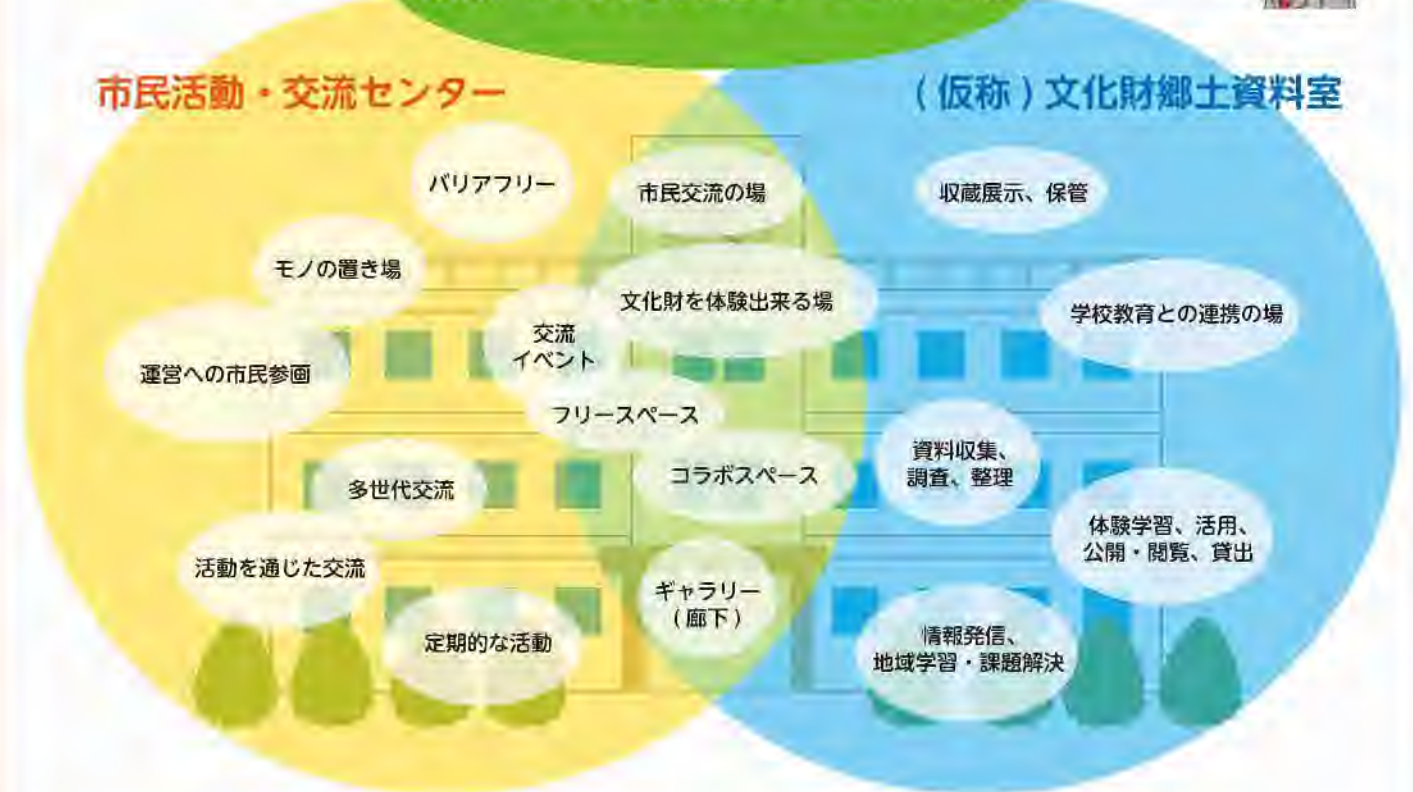 市民活動・交流センター
(仮称)文化財郷土資料室
バリアフリー
市民交流の場
収蔵展示、保管
モノの置き場
文化財を体験出来る場
学校教育との連携の場
交流
イベント
運営への市民参画
フリースペース
資料収集、
調査、整理
コラボスペース
多世代交流
体験学習、活用、
公開・閲覧、貸出
活動を通じた交流
ギャラリー
(廊下)
定期的な活動
情報発信、
地域学習・課題解決